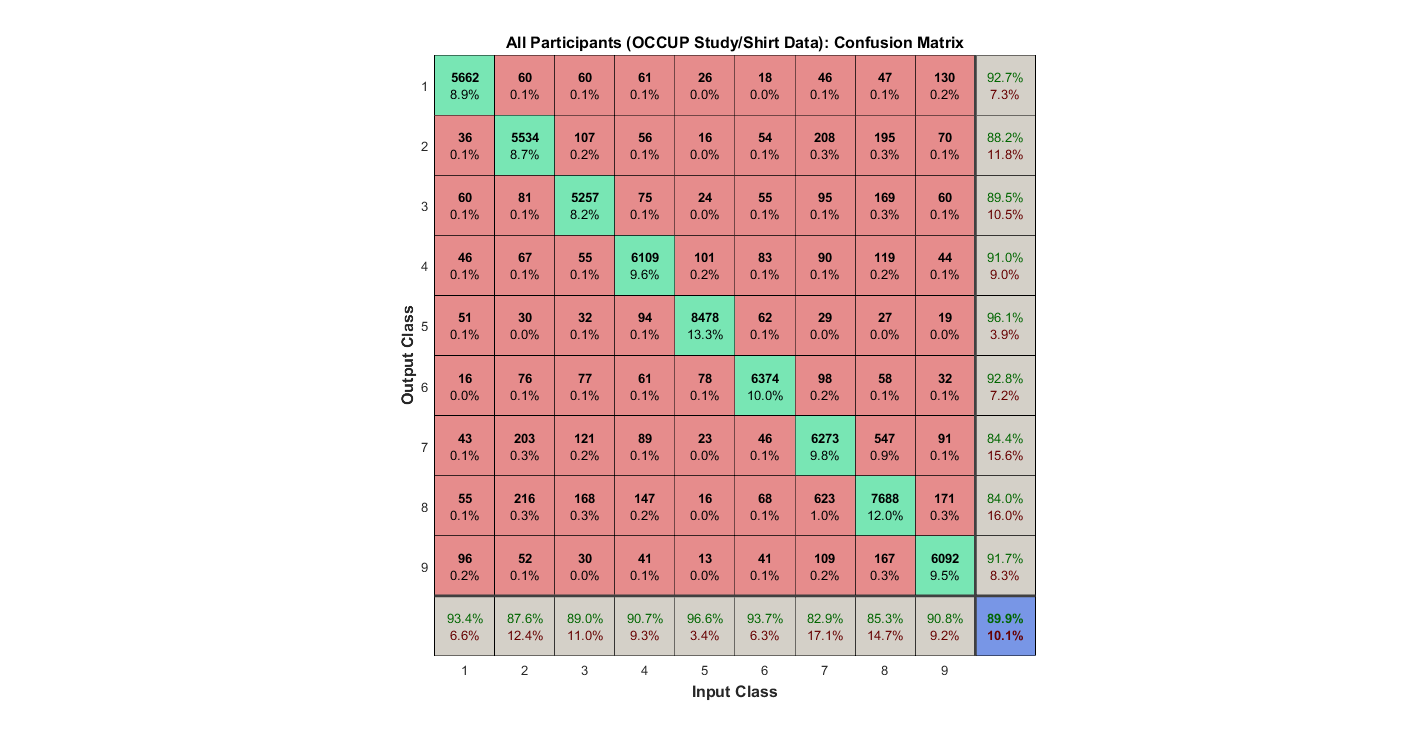 All Participants (OCCUP Study/Shirt Data): Confusion Matrix
1 5662 60 60 61 26 18 46 47 130 92.7%
8.9% 0.1% 0.1% 0.1% 0.0% 0.0% 0.1% 0.1% 0.2% 7.3%
2 36 5534 107 56 16 54 208 195 70 88.2%
0.1% 8.7% 0.2% 0.1% 0.0% 0.1% 0.3% 0.3% 0.1% 11.8%
3 60 81 5257 75 24 55 95 169 60 89.5%
0.1% 0.1% 8.2% 0.1% 0.0% 0.1% 0.1% 0.3% 0.1% 10.5%
4 46 67 55 6109 101 83 90 119 44 91.0%
0.1% 0.1% 0.1% 9.6% 0.2% 0.1% 0.1% 0.2% 0.1% 9.0%
5 51 30 32 94 8478 62 29 27 19 96.1%
0.1% 0.0% 0.1% 0.1% 13.3% 0.1% 0.0% 0.0% 0.0% 3.9%
6 16 76 77 61 78 6374 98 58 32 92.8%
0.0% 0.1% 0.1% 0.1% 0.1% 10.0% 0.2% 0.1% 0.1% 7.2%
7 43 203 121 89 23 46 6273 547 91 84.4%
0.1% 0.3% 0.2% 0.1% 0.0% 0.1% 9.8% 0.9% 0.1% 15.6%
8 55 216 168 147 16 68 623 7688 171 84.0%
0.1% 0.3% 0.3% 0.2% 0.0% 0.1% 1.0% 12.0% 0.3% 16.0%
9 96 52 30 41 13 41 109 167 6092 91.7%
0.2% 0.1% 0.0% 0.1% 0.0% 0.1% 0.2% 0.3% 9.5% 8.3%
93.4% 87.6% 89.0% 90.7% 96.6% 93.7% 82.9% 85.3% 90.8% 89.9%
6.6% 12.4% 11.0% 9.3% 3.4% 6.3% 17.1% 14.7% 9.2% 10.1%
1 2 3 4 5 6 7 8 9
Input Class
Output Class